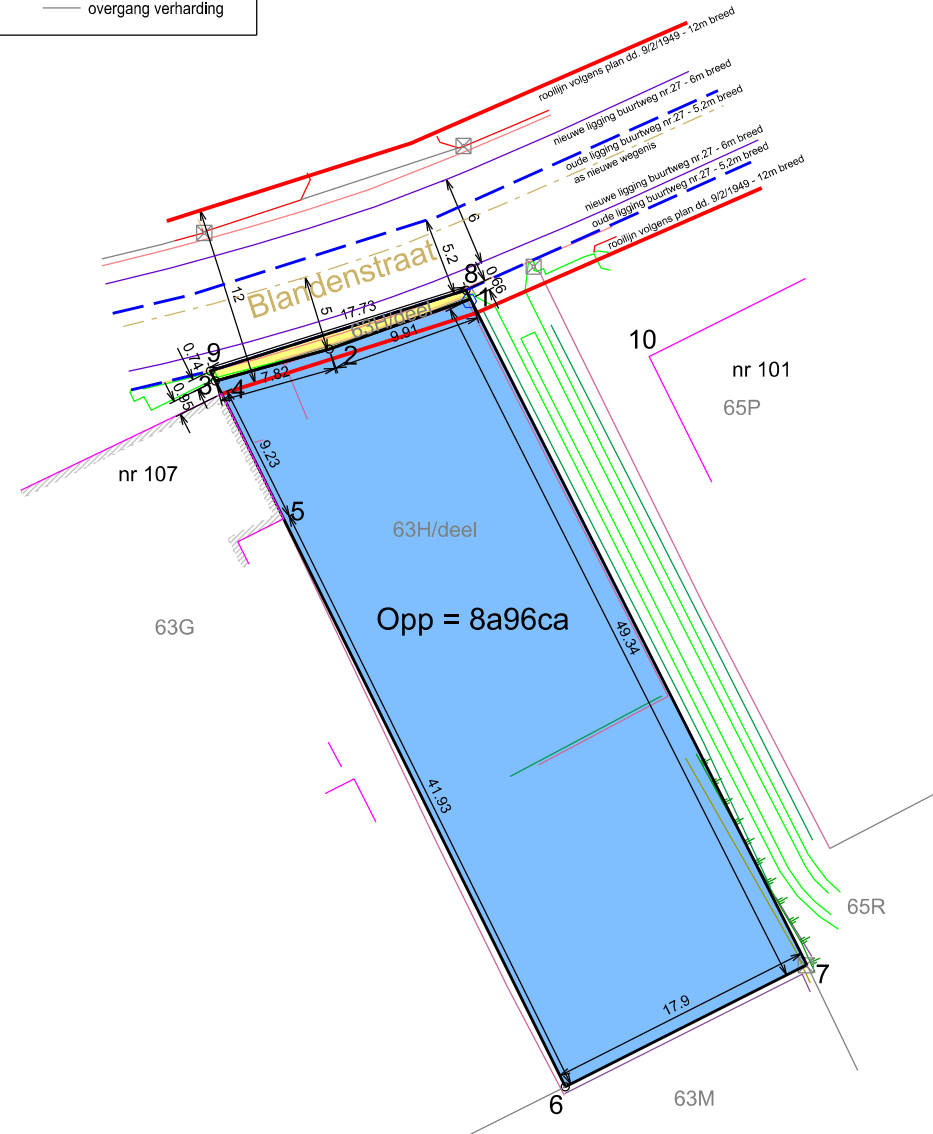 overgang verharding
rooilijn volgens plan dd. 9/2/1949 - 12m breed
nieuwe ligging buurtweg nr.27 - 6m breed
oude ligging buurtweg nr.27 - 5,2m breed
as nieuwe wegenis
nieuwe ligging buurtweg nr.27 - 6m breed
oude ligging buurtweg nr.27 - 5,2m breed
rooilijn volgens plan dd. 9/2/1949 - 12m breed
6
5.2
12
Blandenstraat
5
8
0.66
1
17.73
63H/deel
9.91
9
2
0.74
3
4
7.82
0.95
10
nr 101
65P
nr 107
9.23
5
63H/deel
63G
Opp = 8a96ca
49.34
41.93
65R
7
17.9
6
63M